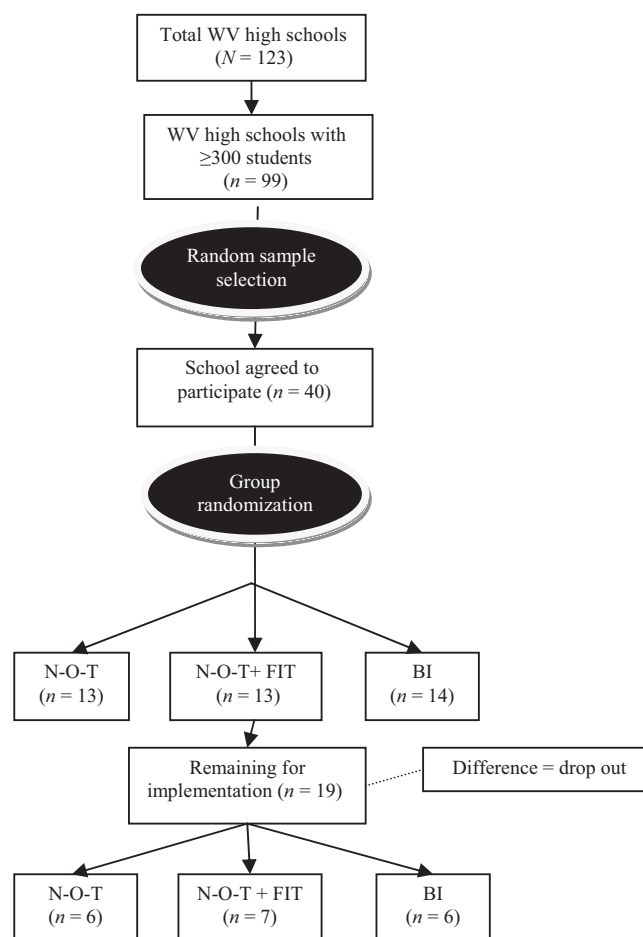 Total WV high schools
(N = 123)
WV high schools with
≥300 students
(n = 99)
Random sample
selection
School agreed to
participate (n = 40)
Group
randomization
N-O-T
(n = 13)
N-O-T+ FIT
(n = 13)
BI
(n = 14)
Remaining for
implementation (n = 19)
Difference = drop out
N-O-T
(n = 6)
N-O-T + FIT
(n = 7)
BI
(n = 6)